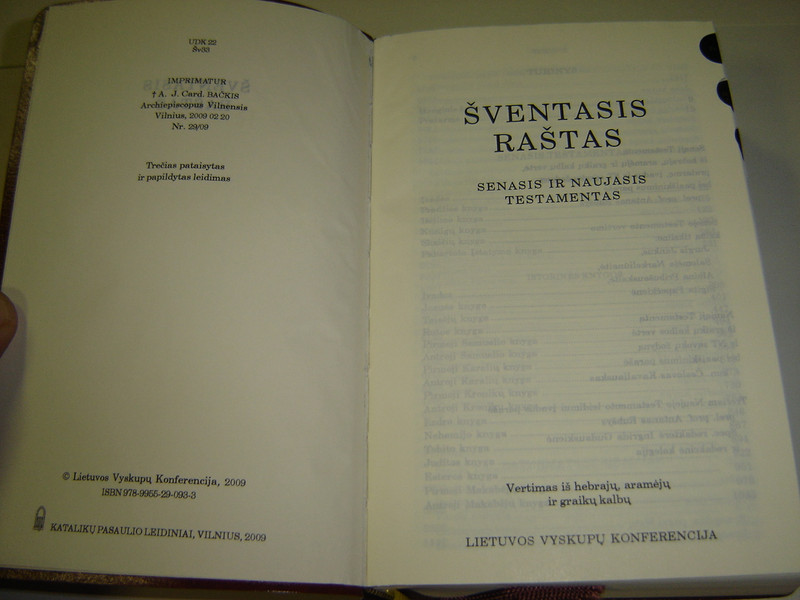 UDK 22
Šv33
IMPRIMATUR
† A. J. Card. BAČKIS
Archiepiscopus Vilnensis
Vilnius, 2009 02 20
Nr. 29/09
Trečias pataisytas
ir papildytas leidimas
© Lietuvos Vyskupų Konferencija, 2009
ISBN 978-9955-29-093-3
KATALIKŲ PASAULIO LEIDINIAI, VILNIUS, 2009
ŠVENTASIS
RAŠTAS
SENASIS IR NAUJASIS
TESTAMENTAS
Vertimas iš hebrajų, aramėjų
ir graikų kalbų
LIETUVOS VYSKUPŲ KONFERENCIJA